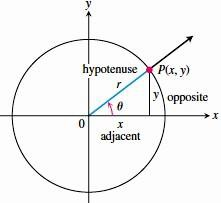 y
hypotenuse
P(x, y)
r
y opposite
θ
0 x x
adjacent